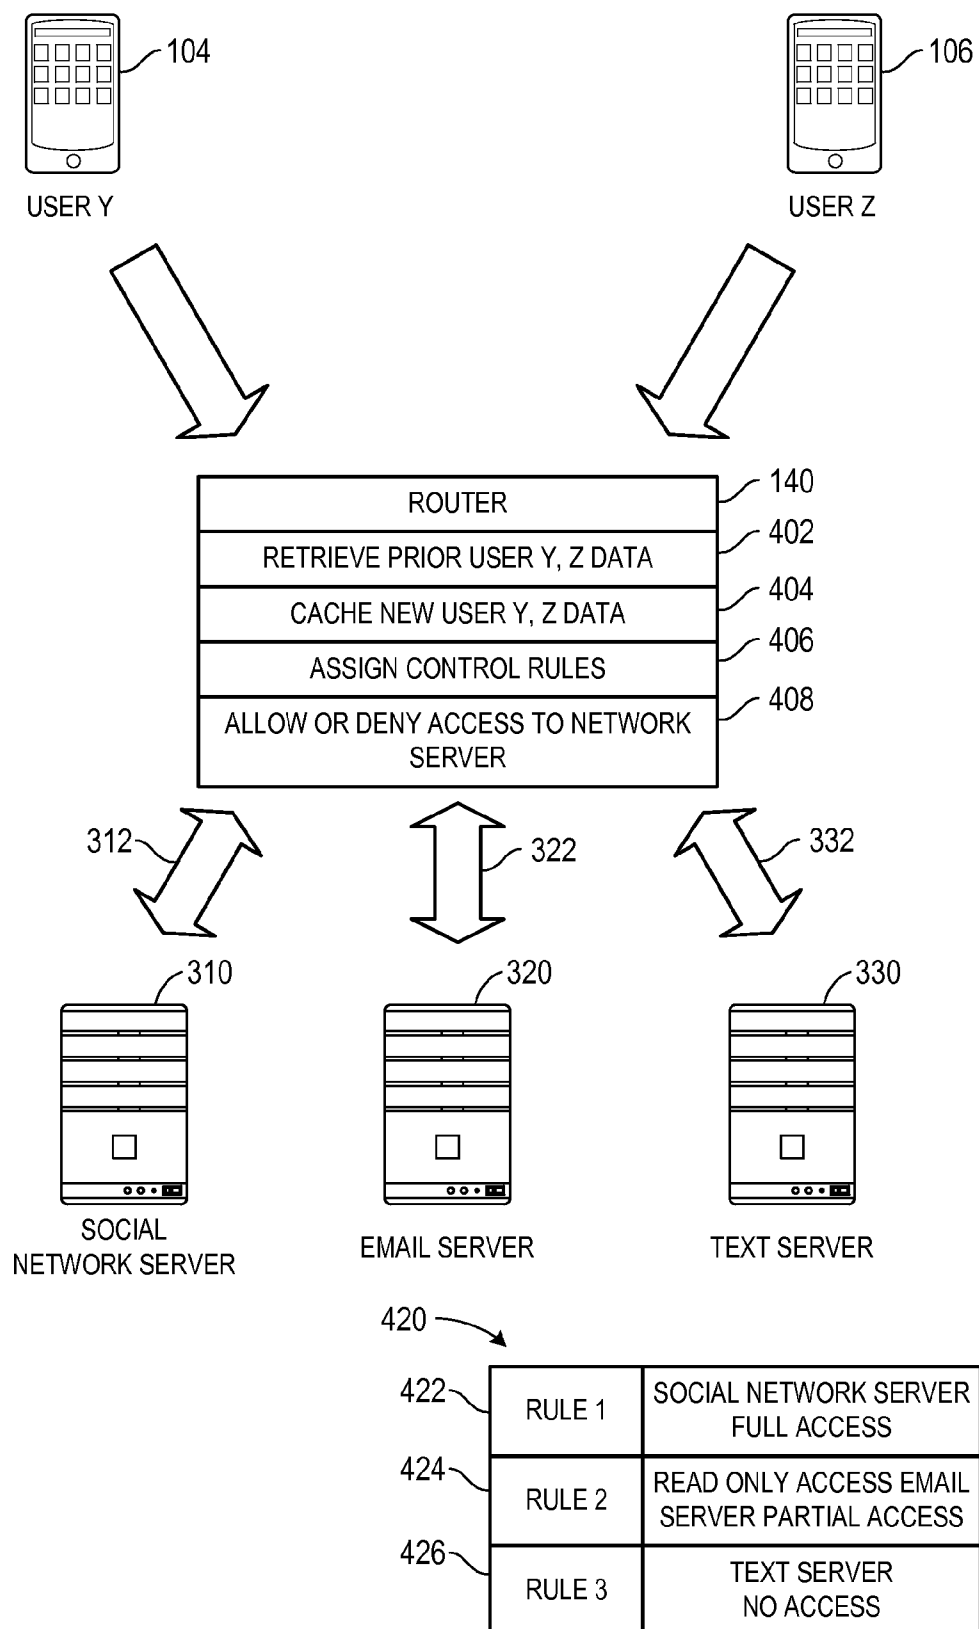 104
106
USER Y
USER Z
ROUTER
140
RETRIEVE PRIOR USER Y, Z DATA
402
CACHE NEW USER Y, Z DATA
404
ASSIGN CONTROL RULES
406
ALLOW OR DENY ACCESS TO NETWORK
SERVER
408
312
322
332
310
320
330
SOCIAL
NETWORK SERVER
EMAIL SERVER
TEXT SERVER
420
422
RULE 1
SOCIAL NETWORK SERVER
FULL ACCESS
424
RULE 2
READ ONLY ACCESS EMAIL
SERVER PARTIAL ACCESS
426
RULE 3
TEXT SERVER
NO ACCESS